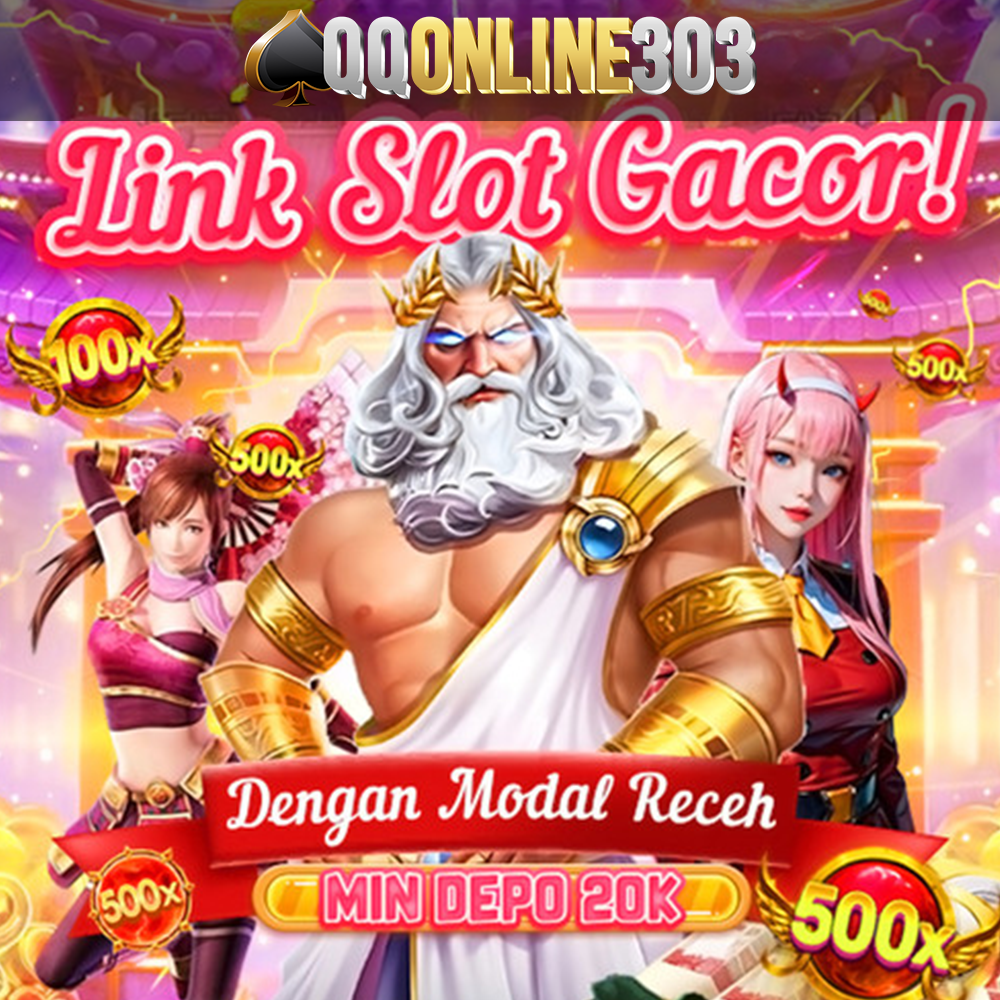 QQONLINE303
Link Slot Gacor!
100x
500x
500x
Dengan Modal Receh
500x
MIN DEPO 20K
500x